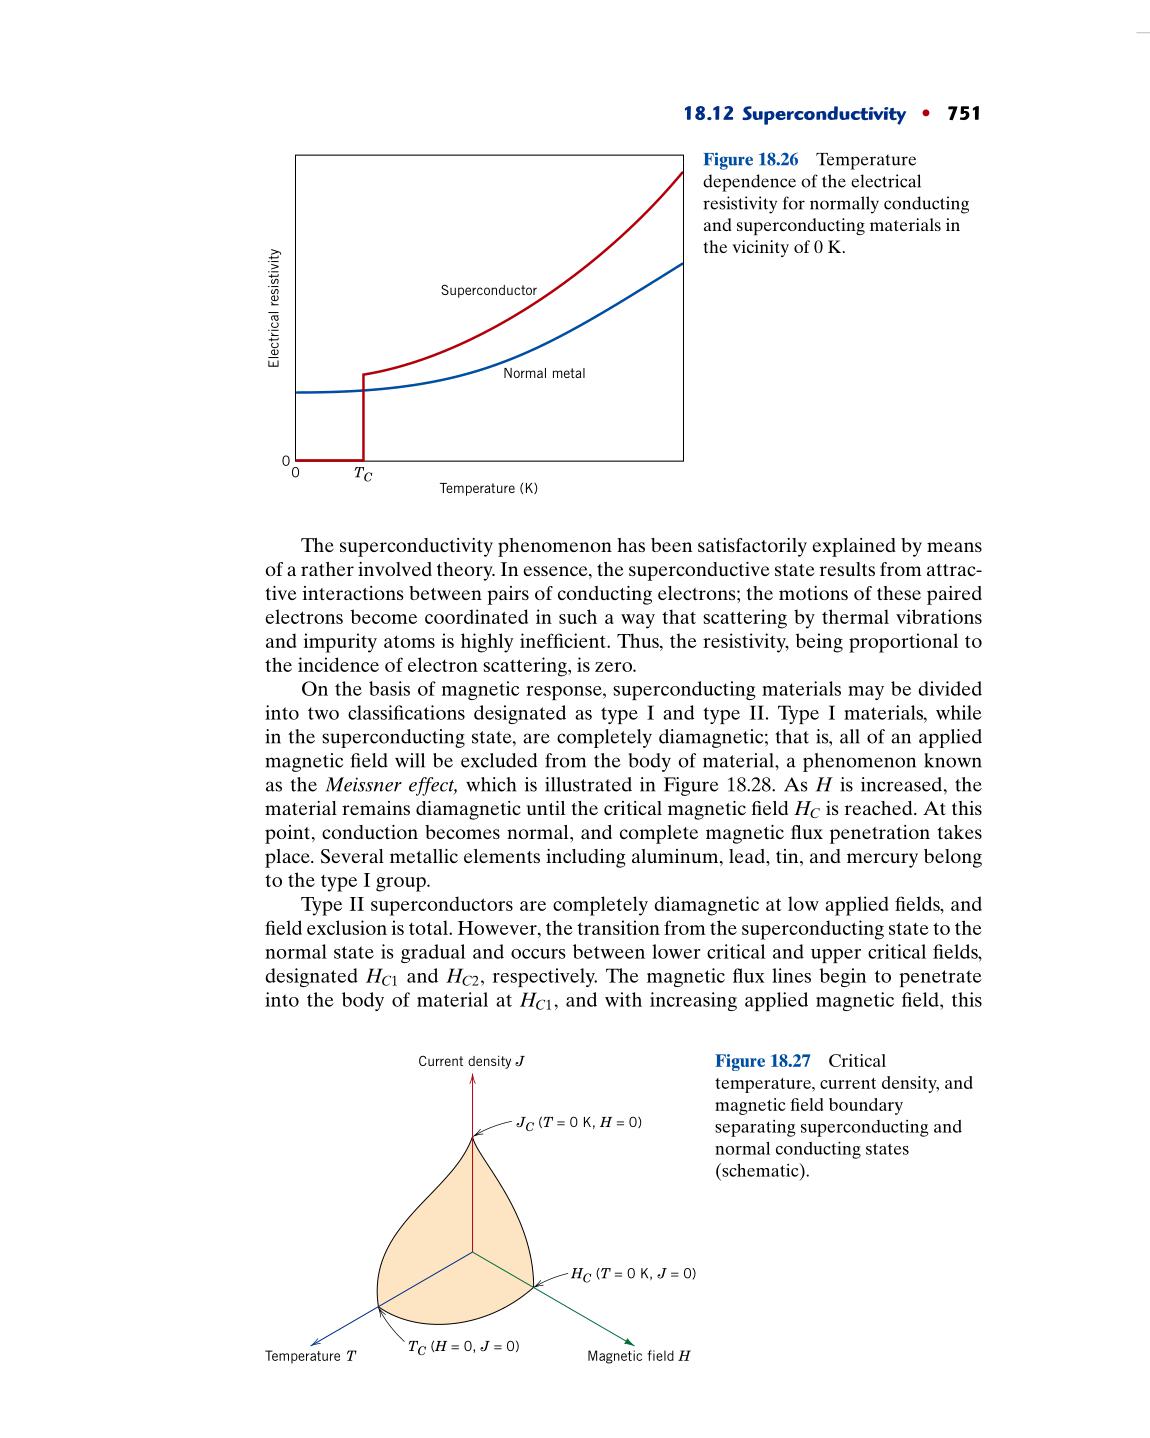 18.12 Superconductivity • 751
Electrical resistivity
Superconductor
Normal metal
0
0
TC
Temperature (K)
Figure 18.26 Temperature
dependence of the electrical
resistivity for normally conducting
and superconducting materials in
the vicinity of 0 K.
The superconductivity phenomenon has been satisfactorily explained by means
of a rather involved theory. In essence, the superconductive state results from attrac-
tive interactions between pairs of conducting electrons; the motions of these paired
electrons become coordinated in such a way that scattering by thermal vibrations
and impurity atoms is highly inefficient. Thus, the resistivity, being proportional to
the incidence of electron scattering, is zero.
On the basis of magnetic response, superconducting materials may be divided
into two classifications designated as type I and type II. Type I materials, while
in the superconducting state, are completely diamagnetic; that is, all of an applied
magnetic field will be excluded from the body of material, a phenomenon known
as the Meissner effect, which is illustrated in Figure 18.28. As H is increased, the
material remains diamagnetic until the critical magnetic field HC is reached. At this
point, conduction becomes normal, and complete magnetic flux penetration takes
place. Several metallic elements including aluminum, lead, tin, and mercury belong
to the type I group.
Type II superconductors are completely diamagnetic at low applied fields, and
field exclusion is total. However, the transition from the superconducting state to the
normal state is gradual and occurs between lower critical and upper critical fields,
designated HC1 and HC2, respectively. The magnetic flux lines begin to penetrate
into the body of material at HC1, and with increasing applied magnetic field, this
Current density J
JC (T = 0 K, H = 0)
HC (T = 0 K, J = 0)
TC (H = 0, J = 0)
Temperature T
Magnetic field H
Figure 18.27 Critical
temperature, current density, and
magnetic field boundary
separating superconducting and
normal conducting states
(schematic).